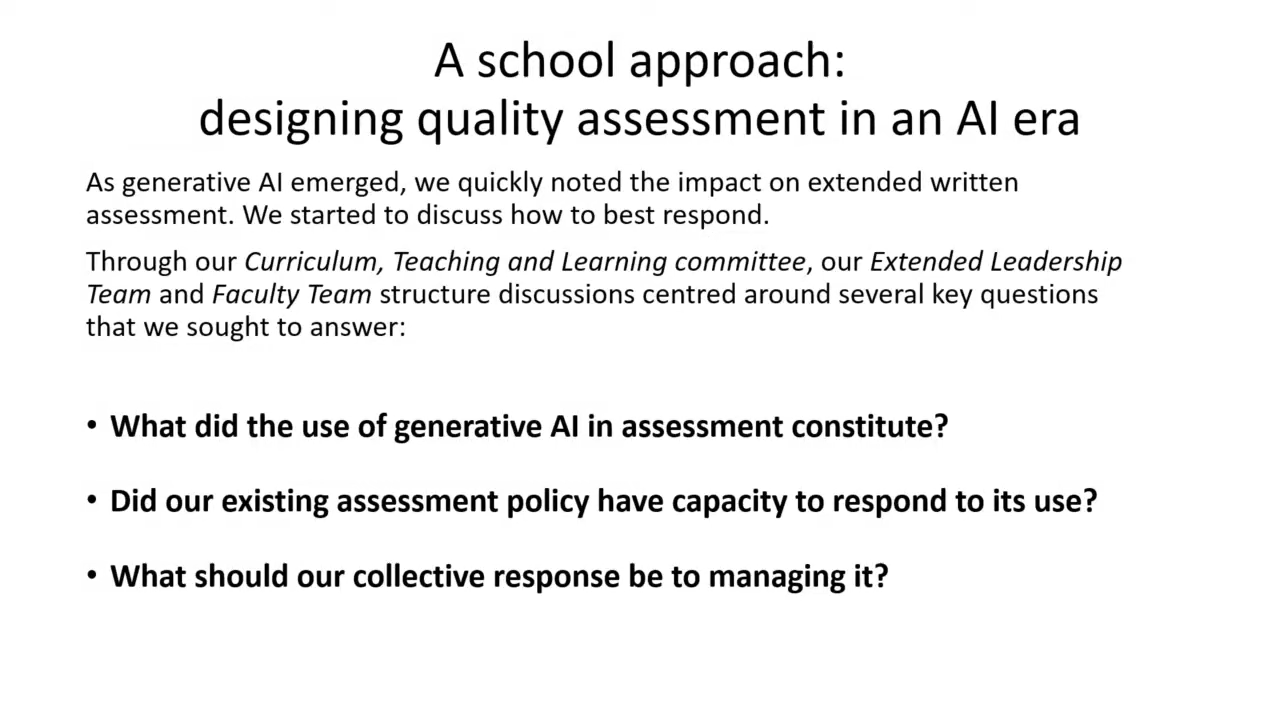 A school approach:
designing quality assessment in an AI era
As generative AI emerged, we quickly noted the impact on extended written
assessment. We started to discuss how to best respond.
Through our Curriculum, Teaching and Learning committee, our Extended Leadership
Team and Faculty Team structure discussions centred around several key questions
that we sought to answer:
• What did the use of generative AI in assessment constitute?
• Did our existing assessment policy have capacity to respond to its use?
• What should our collective response be to managing it?